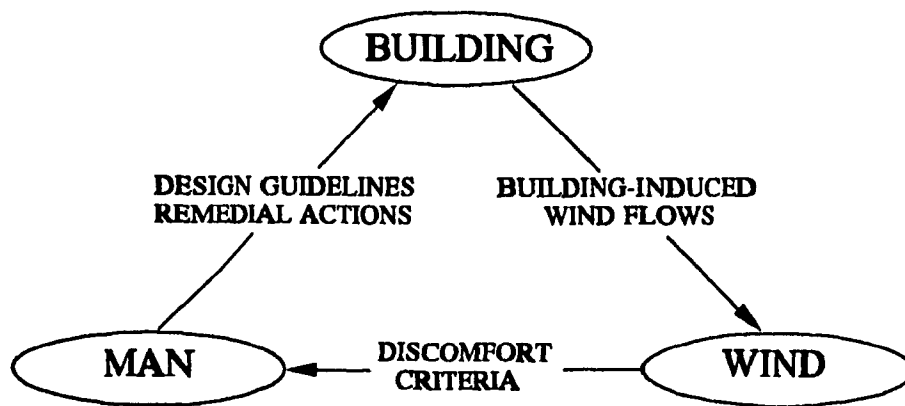 BUILDING
DESIGN GUIDELINES
REMEDIAL ACTIONS
BUILDING-INDUCED
WIND FLOWS
MAN
DISCOMFORT
CRITERIA
WIND